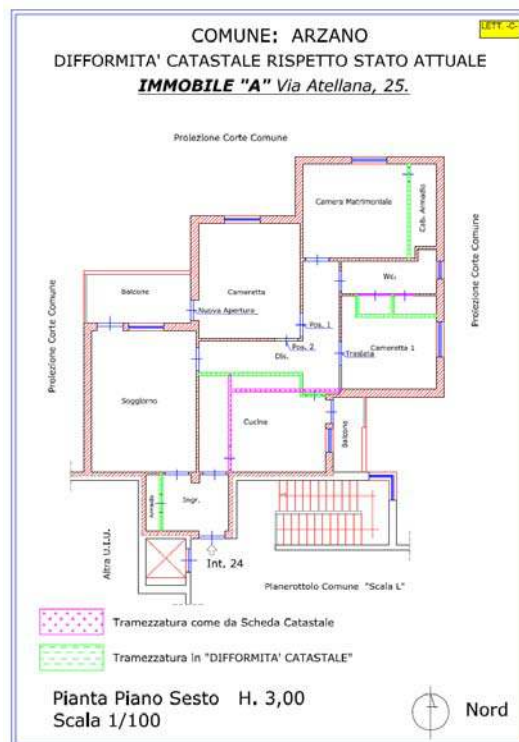 LETT. -C-
COMUNE: ARZANO
DIFFORMITA' CATASTALE RISPETTO STATO ATTUALE
IMMOBILE "A" Via Atellana, 25.
Proiezione Corte Comune
Camera Matrimoniale
Cab. Armadio
Wc.
Cameretta
Balcone
Nuova Apertura
Pos. 1
Pos. 2
Dis.
Traslata
Cameretta 1
Proiezione Corte Comune
Proiezione Corte Comune
Soggiorno
Cucina
Balcone
Armadio
Ingr.
Int. 24
Altra U.I.U.
Planerottolo Comune "Scala L"
Tramezzatura come da Scheda Catastale
Tramezzatura in "DIFFORMITA' CATASTALE"
Pianta Piano Sesto H. 3,00
Scala 1/100
Nord